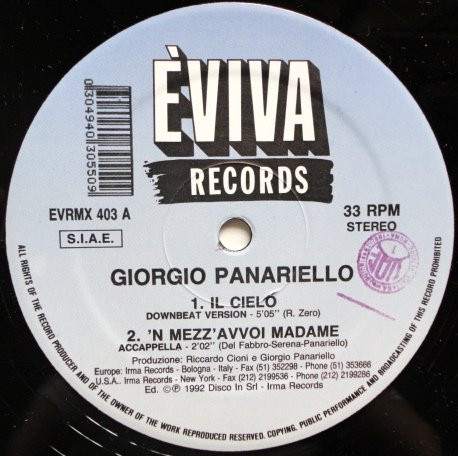 ÈVIVA
RECORDS
0304940305509
EVRMX 403 A
S.I.A.E.
33 RPM
STEREO
GIORGIO PANARIELLO
1. IL CIELO
DOWNBEAT VERSION - 5'05" (R. Zero)
2. 'N MEZZ'AVVOI MADAME
ACCAPPELLA - 2'02" (Del Fabbro-Serena-Panariello)
Produzione: Riccardo Cioni e Giorgio Panariello
Europe: Irma Records - Bologna - Italy - Fax (51) 352298 - Ph. (51) 353666
U.S.A. Irma Records - New York - Fax (212) 2199536 - Ph. (212) 2199286
Ed. ©℗ 1992 Disco In Srl - Irma Records
ALL RIGHTS OF THE RECORD PRODUCER AND OF THE OWNER OF THE WORK REPRODUCED RESERVED. COPYING, PUBLIC PERFORMANCE AND BROADCASTING OF THIS RECORD PROHIBITED